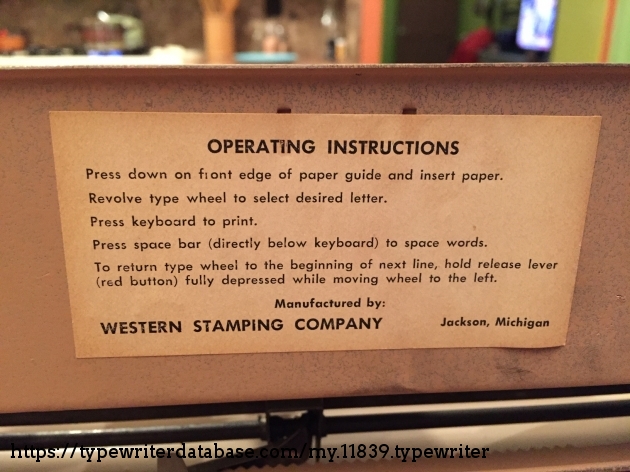 OPERATING INSTRUCTIONS
Press down on front edge of paper guide and insert paper.
Revolve type wheel to select desired letter.
Press keyboard to print.
Press space bar (directly below keyboard) to space words.
To return type wheel to the beginning of next line, hold release lever
(red button) fully depressed while moving wheel to the left.
Manufactured by:
WESTERN STAMPING COMPANY Jackson, Michigan
https://typewriterdatabase.com/my.11839.typewriter